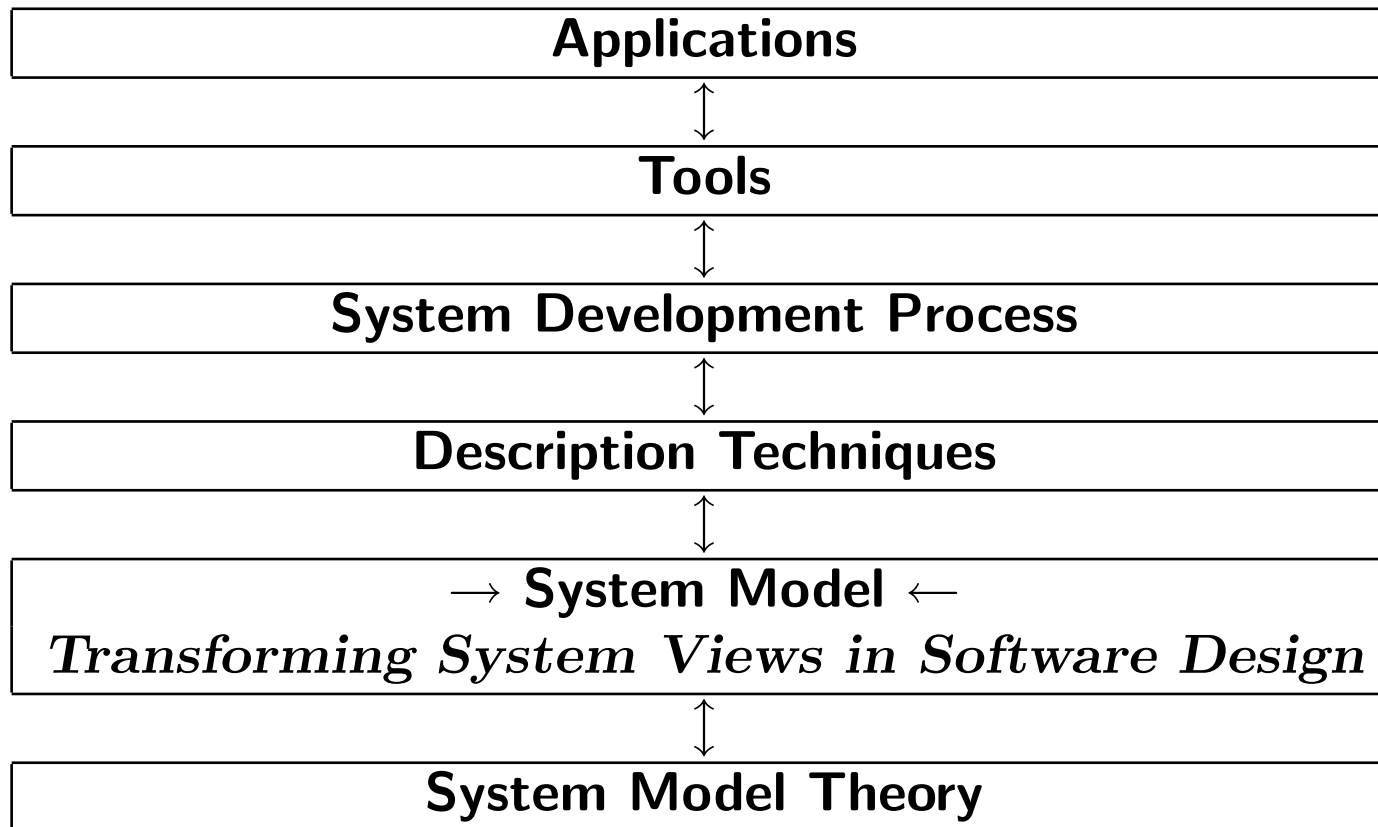 Applications
Tools
System Development Process
Description Techniques
→ System Model ←
Transforming System Views in Software Design
System Model Theory